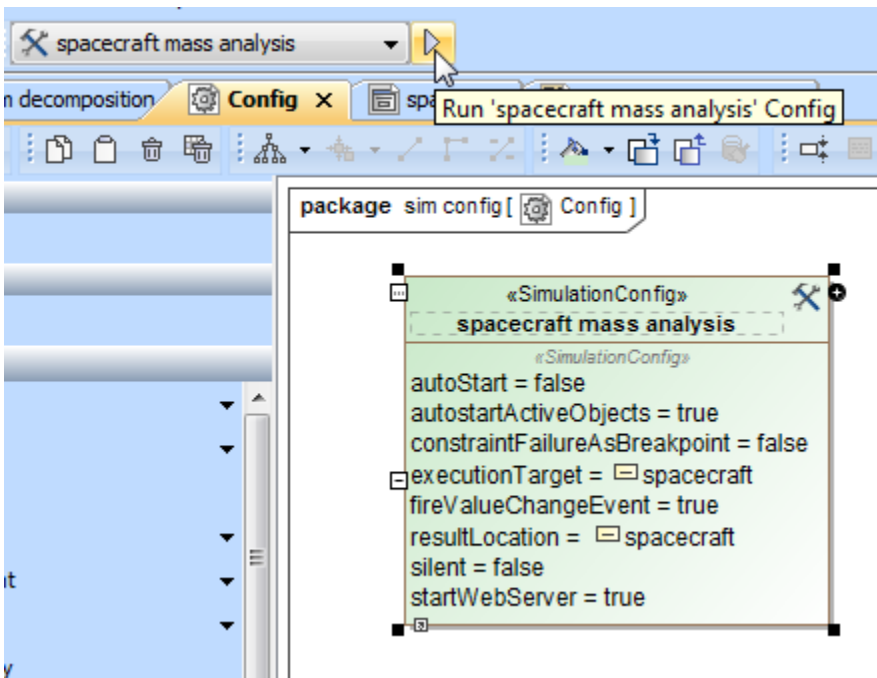 spacecraft mass analysis
decomposition
Config
Run 'spacecraft mass analysis' Config
package sim config[ Config ]
«SimulationConfig»
spacecraft mass analysis
«SimulationConfig»
autoStart = false
autostartActiveObjects = true
constraintFailureAsBreakpoint = false
executionTarget = spacecraft
fireValueChangeEvent = true
resultLocation = spacecraft
silent = false
startWebServer = true